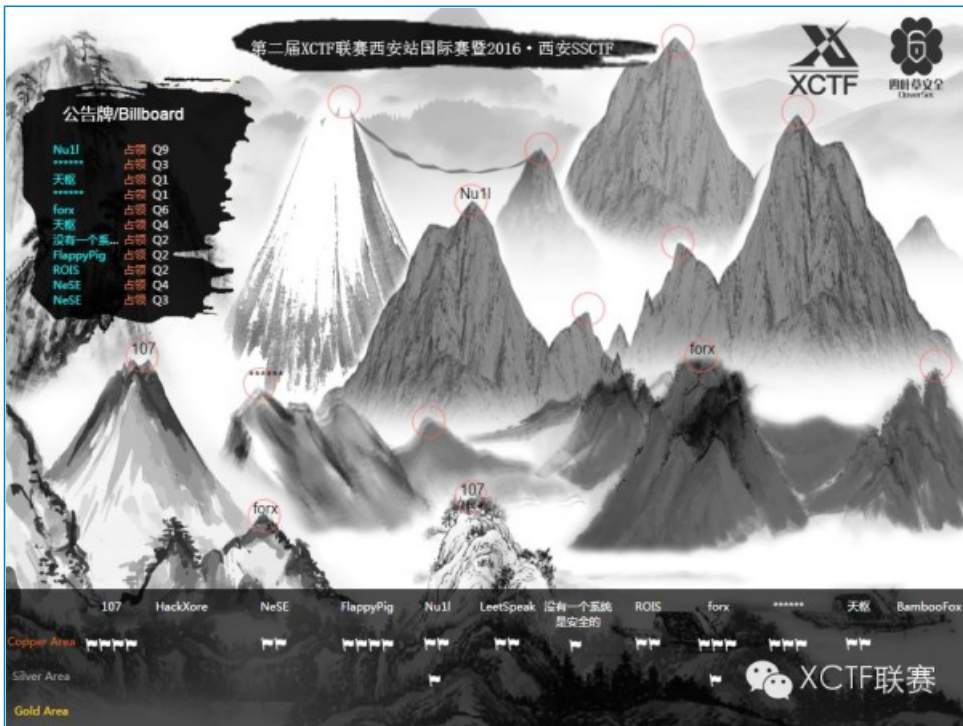 第二届XCTF联赛西安站国际赛暨2016·西安SSCTF
XCTF
四叶草安全
CloverSec
公告牌/Billboard
Nu1l 占领 Q9
****** 占领 Q3
天枢 占领 Q1
****** 占领 Q1
forx 占领 Q6
天枢 占领 Q4
没有一个系... 占领 Q2
FlappyPig 占领 Q2
ROIS 占领 Q2
NeSE 占领 Q4
NeSE 占领 Q3
Nu1l
107
forx
******
107
forx
107 HackXore NeSE FlappyPig Nu1l LeetSpeak 没有一个系统 ROIS forx ****** 天枢 BambooFox
是安全的
Copper Area
Silver Area
XCTF联赛
Gold Area